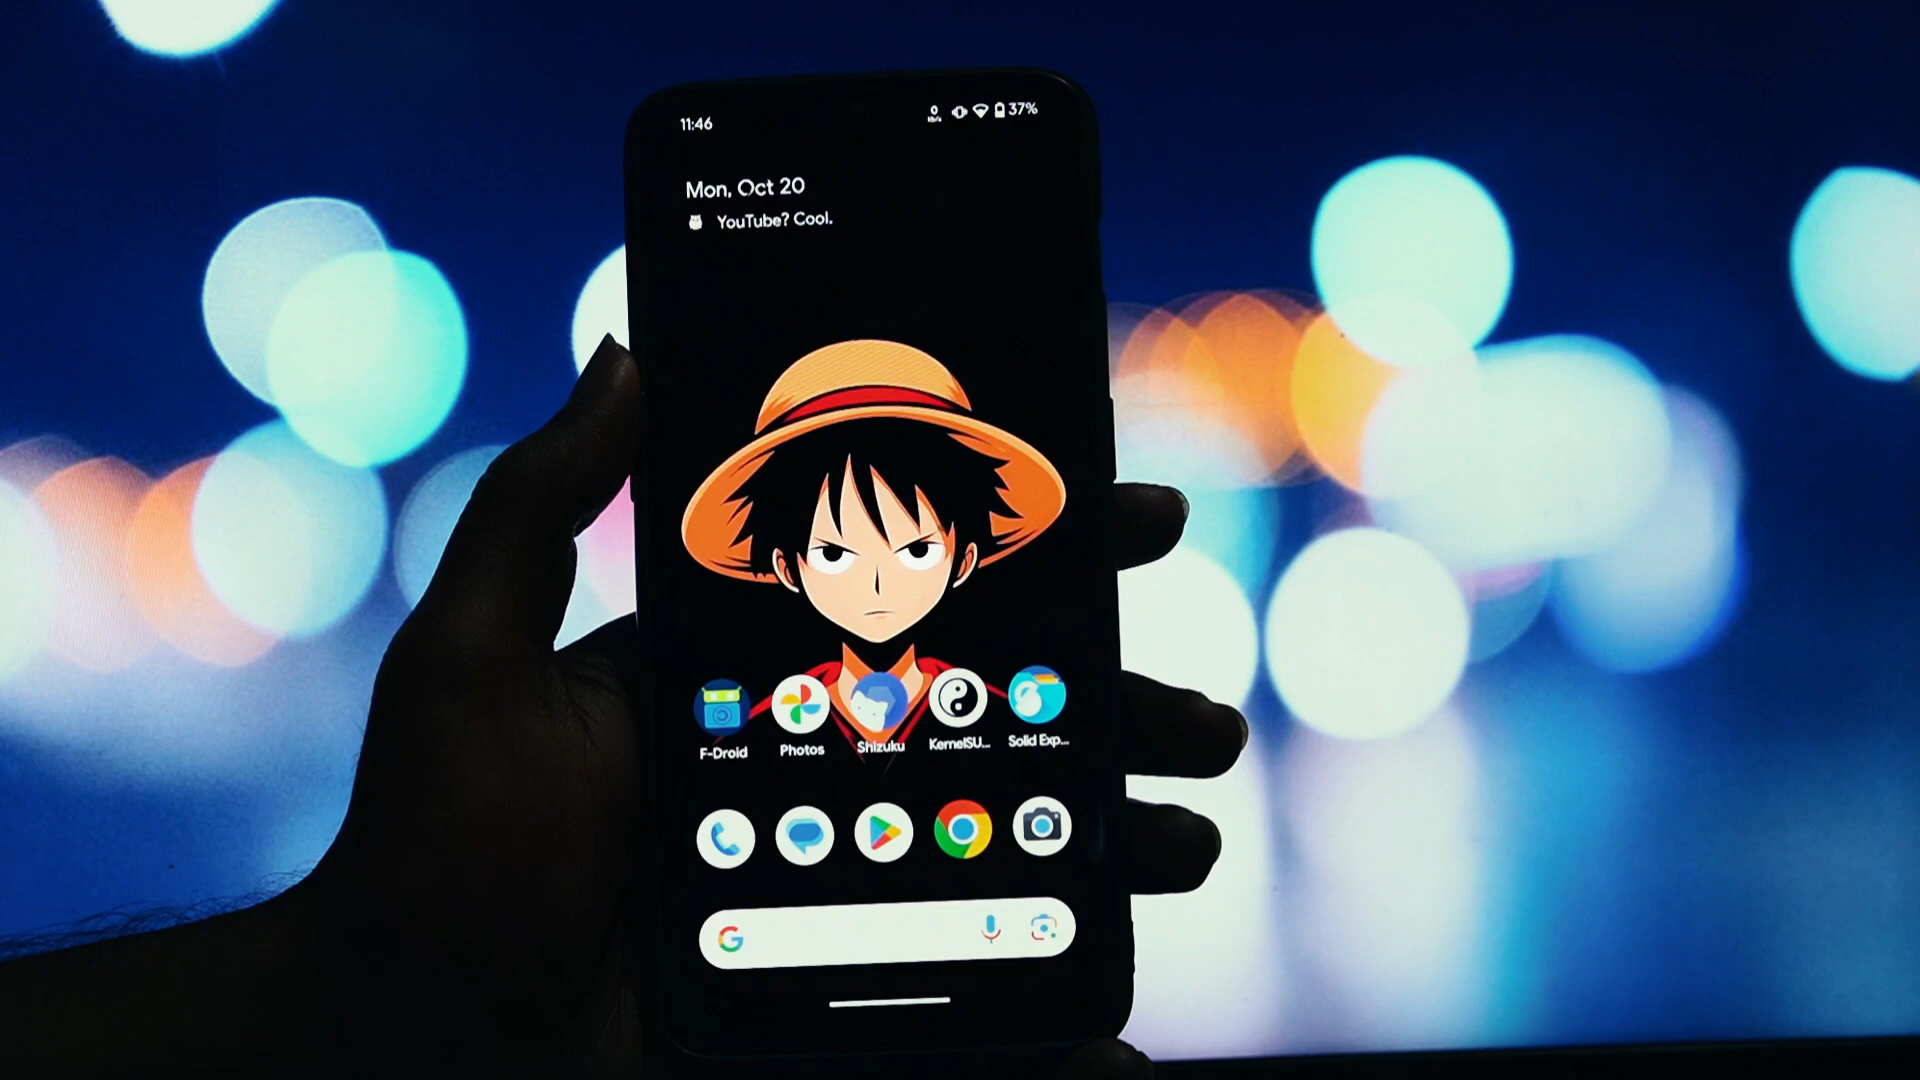 11:46
37%
Mon, Oct 20
YouTube? Cool.
F-Droid
Photos
Shizuku
KernelSU...
Solid Exp...